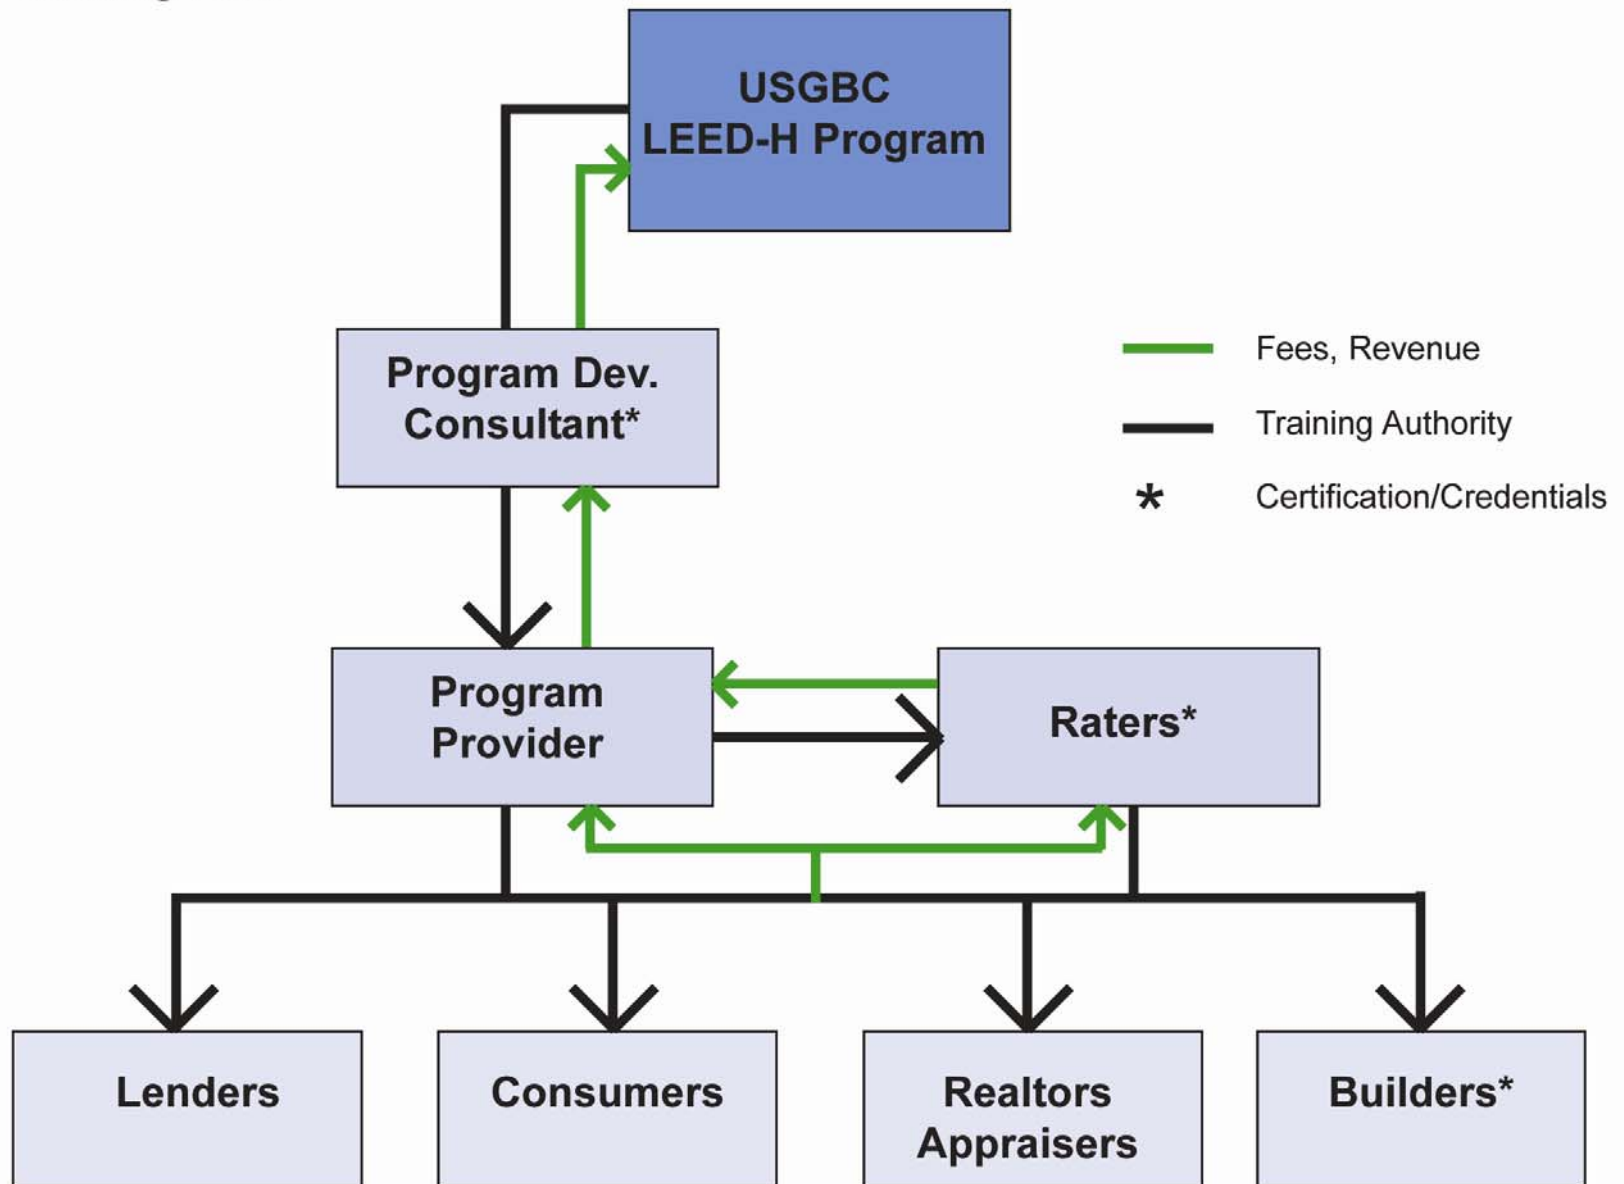 USGBC
LEED-H Program
Program Dev.
Consultant*
Fees, Revenue
Training Authority
* Certification/Credentials
Program
Provider
Raters*
Lenders
Consumers
Realtors
Appraisers
Builders*